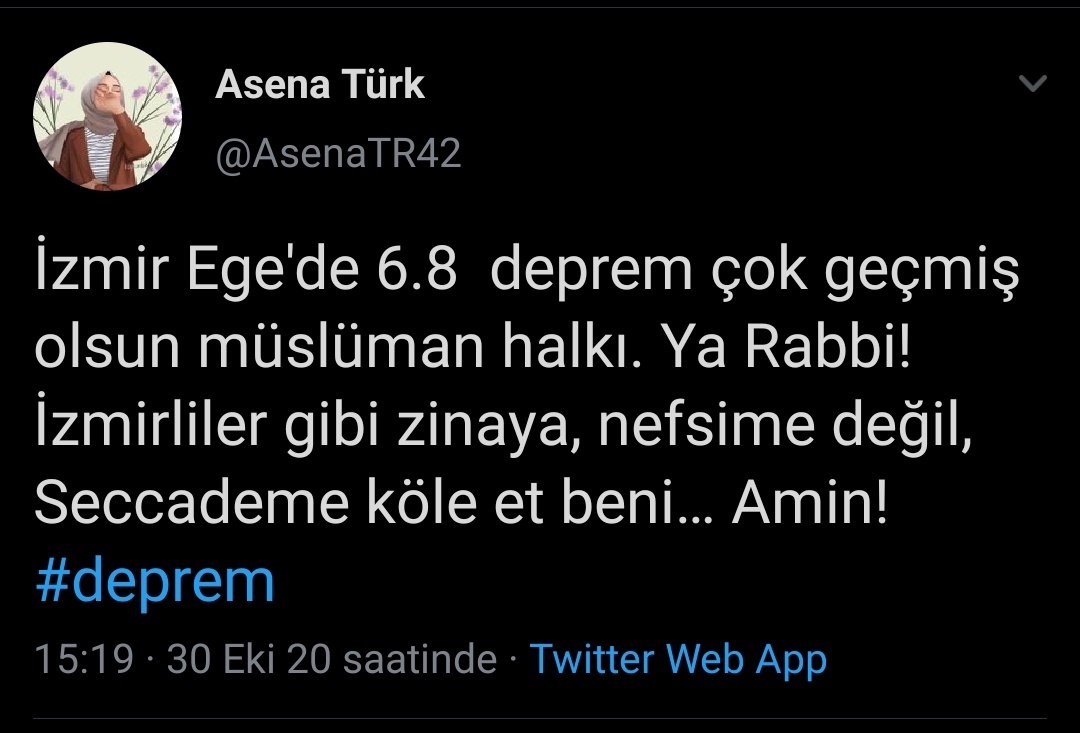 Asena Türk
@AsenaTR42
İzmir Ege'de 6.8  deprem çok geçmiş
olsun müslüman halkı. Ya Rabbi!
İzmirliler gibi zinaya, nefsime değil,
Seccademe köle et beni... Amin!
#deprem
15:19 · 30 Eki 20 saatinde · Twitter Web App